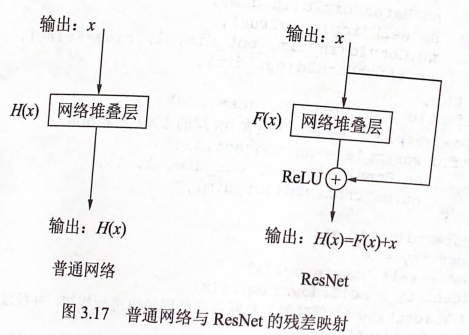 输出：x
H(x)
网络堆叠层
输出：H(x)
普通网络
输出：x
F(x)
网络堆叠层
ReLU
+
输出：H(x)=F(x)+x
ResNet
图 3.17 普通网络与 ResNet 的残差映射